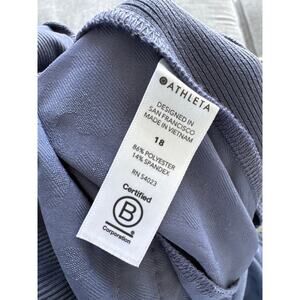 ATHLETA
DESIGNED IN
SAN FRANCISCO
MADE IN VIETNAM
18
86% POLYESTER
14% SPANDEX
RN 54023
Certified
B
Corporation